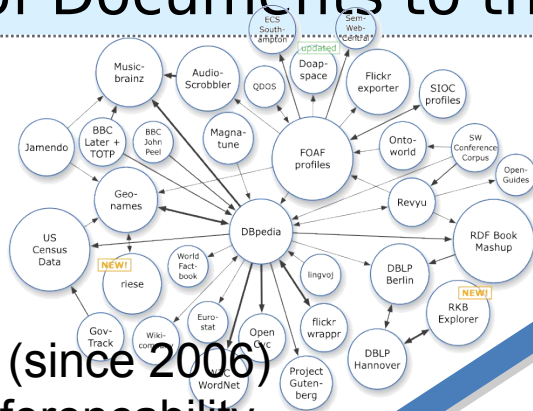 of Documents to th
ECS
South-
ampton
Sem-
Web-
Central
updated
Doap-
space
Music-
brainz
Audio-
Scrobbler
QDOS
Flickr
exporter
SIOC
profiles
Jamendo
BBC
Later +
TOTP
BBC
John
Peel
Magna-
tune
FOAF
profiles
Onto-
world
SW
Conference
Corpus
Open-
Guides
Geo-
names
Revyu
DBpedia
US
Census
Data
NEW!
riese
World
Fact-
book
lingvoj
DBLP
Berlin
RDF Book
Mashup
NEW!
RKB
Explorer
Gov-
Track
Wiki-
company
Euro-
stat
Open
Cyc
flickr
wrappr
DBLP
Hannover
W3C
WordNet
Project
Guten-
berg
(since 2006)
ferenceability